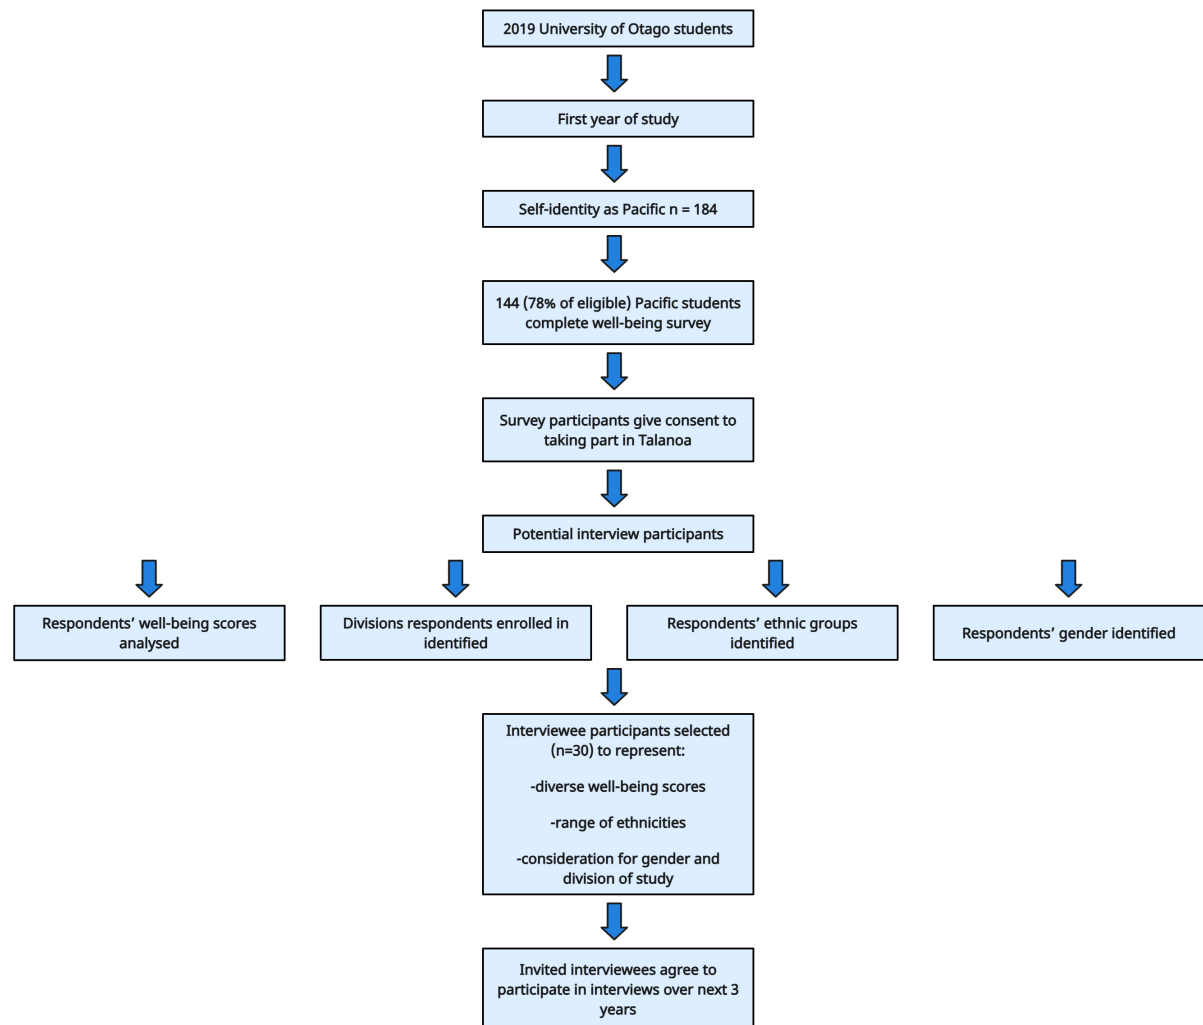 2019 University of Otago students
First year of study
Self-identity as Pacific n = 184
144 (78% of eligible) Pacific students
complete well-being survey
Survey participants give consent to
taking part in Talanoa
Potential interview participants
Respondents’ well-being scores
analysed
Divisions respondents enrolled in
identified
Respondents’ ethnic groups
identified
Respondents’ gender identified
Interviewee participants selected
(n=30) to represent:
-diverse well-being scores
-range of ethnicities
-consideration for gender and
division of study
Invited interviewees agree to
participate in interviews over next 3
years